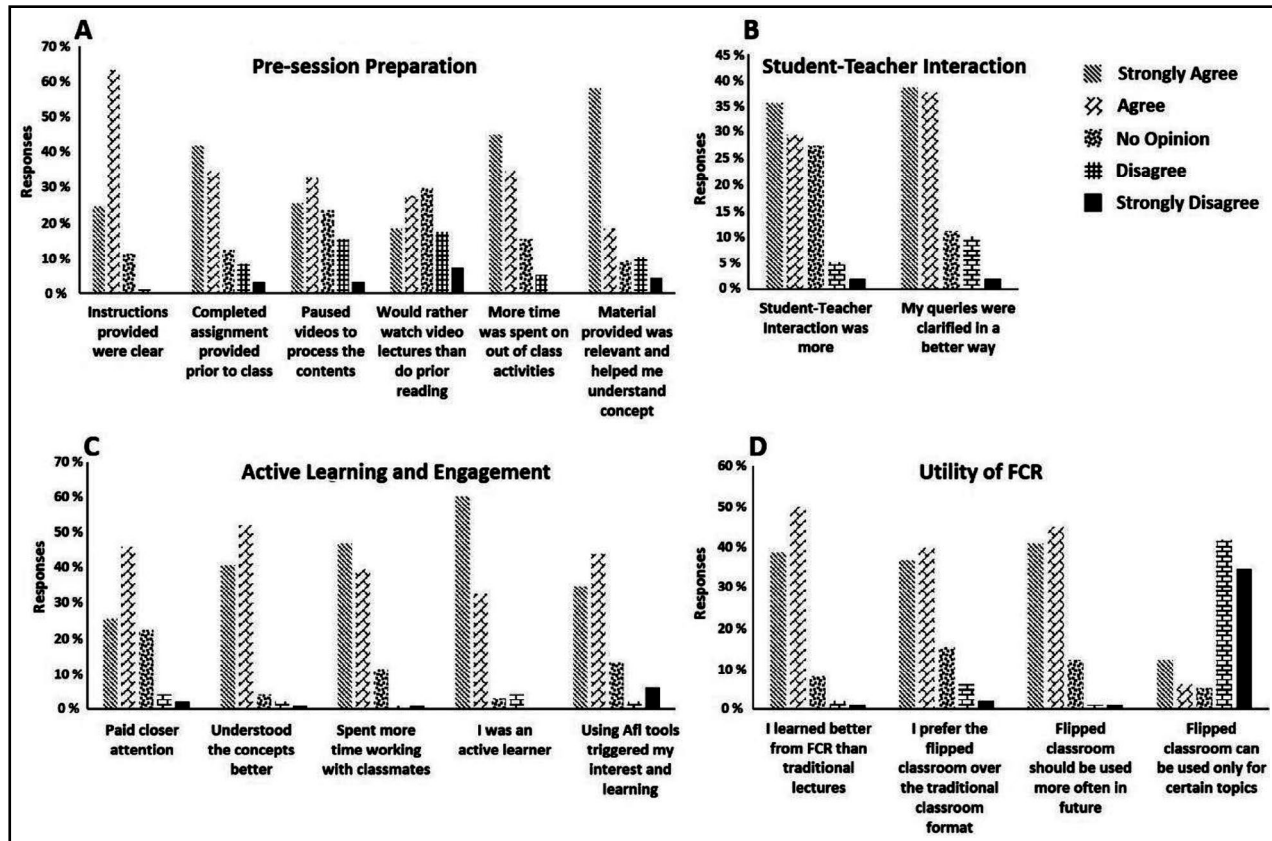 A
Pre-session Preparation
70 %
60 %
50 %
40 %
30 %
20 %
10 %
0 %
Responses
Instructions
provided
were clear
Completed
assignment
provided
prior to class
Paused
videos to
process the
contents
Would rather
watch video
lectures than
do prior
reading
More time
was spent on
out of class
activities
Material
provided was
relevant and
helped me
understand
concept
B
Student-Teacher Interaction
45 %
40 %
35 %
30 %
25 %
20 %
15 %
10 %
5 %
0 %
Responses
Student-Teacher
Interaction was
more
My queries were
clarified in a
better way
Strongly Agree
Agree
No Opinion
Disagree
Strongly Disagree
C
Active Learning and Engagement
70 %
60 %
50 %
40 %
30 %
20 %
10 %
0 %
Responses
Paid closer
attention
Understood
the concepts
better
Spent more
time working
with classmates
I was an
active learner
Using Afl tools
triggered my
interest and
learning
D
Utility of FCR
60 %
50 %
40 %
30 %
20 %
10 %
0 %
Responses
I learned better
from FCR than
traditional
lectures
I prefer the
flipped
classroom over
the traditional
classroom
format
Flipped
classroom
should be used
more often in
future
Flipped
classroom can
be used only for
certain topics